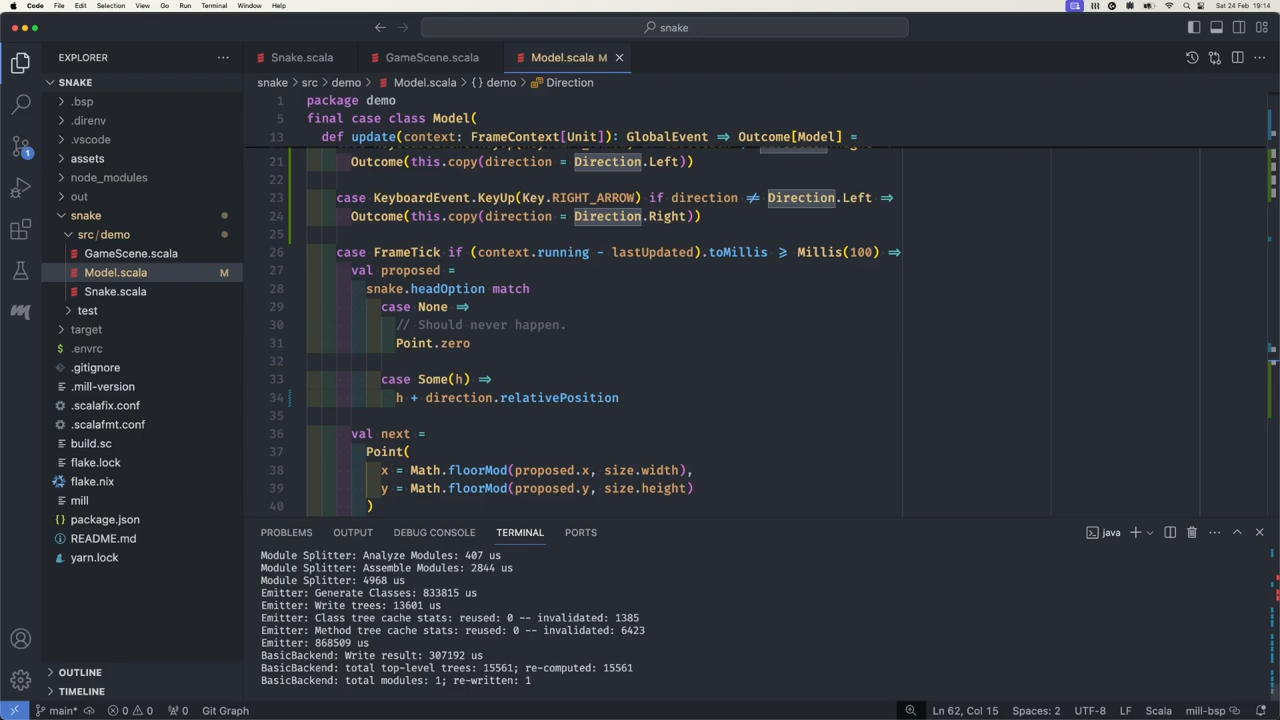 Code File Edit Selection View Go Run Terminal Window Help Sat 24 Feb 19:14
snake
EXPLORER
Snake.scala GameScene.scala Model.scala M
SNAKE
snake > src > demo > Model.scala > {} demo > Direction
.bsp
.direnv
.vscode
assets
node_modules
out
snake
src/demo
GameScene.scala
Model.scala M
Snake.scala
test
target
.envrc
.gitignore
.mill-version
.scalafix.conf
.scalafmt.conf
build.sc
flake.lock
flake.nix
mill
package.json
README.md
yarn.lock
OUTLINE
TIMELINE
1 package demo
5 final case class Model(
13 def update(context: FrameContext[Unit]): GlobalEvent => Outcome[Model] =
21 Outcome(this.copy(direction = Direction.Left))
22
23 case KeyboardEvent.KeyUp(Key.RIGHT_ARROW) if direction != Direction.Left =>
24 Outcome(this.copy(direction = Direction.Right))
25
26 case FrameTick if (context.running - lastUpdated).toMillis >= Millis(100) =>
27 val proposed =
28 snake.headOption match
29 case None =>
30 // Should never happen.
31 Point.zero
32
33 case Some(h) =>
34 h + direction.relativePosition
35
36 val next =
37 Point(
38 x = Math.floorMod(proposed.x, size.width),
39 y = Math.floorMod(proposed.y, size.height)
40 )
PROBLEMS OUTPUT DEBUG CONSOLE TERMINAL PORTS java
Module Splitter: Analyze Modules: 407 us
Module Splitter: Assemble Modules: 2844 us
Module Splitter: 4968 us
Emitter: Generate Classes: 833815 us
Emitter: Write trees: 13601 us
Emitter: Class tree cache stats: reused: 0 -- invalidated: 1385
Emitter: Method tree cache stats: reused: 0 -- invalidated: 6423
Emitter: 868509 us
BasicBackend: Write result: 307192 us
BasicBackend: total top-level trees: 15561; re-computed: 15561
BasicBackend: total modules: 1; re-written: 1
main* 0 0 0 Git Graph Ln 62, Col 15 Spaces: 2 UTF-8 LF Scala mill-bsp